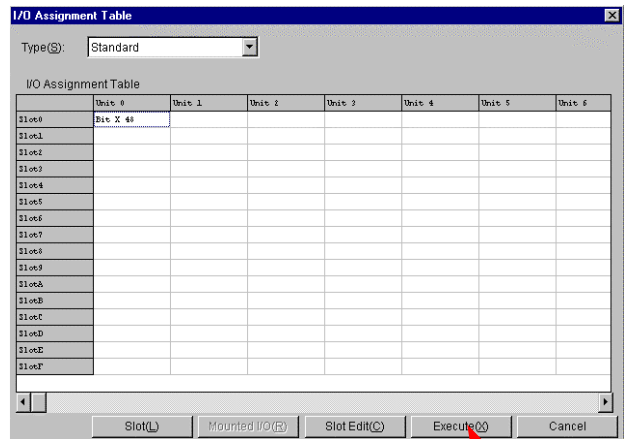 I/O Assignment Table
Type(S): Standard
I/O Assignment Table
Unit 0 Unit 1 Unit 2 Unit 3 Unit 4 Unit 5 Unit 6
Slot0 Bit X 48
Slot1
Slot2
Slot3
Slot4
Slot5
Slot6
Slot7
Slot8
Slot9
SlotA
SlotB
SlotC
SlotD
SlotE
SlotF
Slot(L) Mounted I/O(R) Slot Edit(C) Execute(X) Cancel